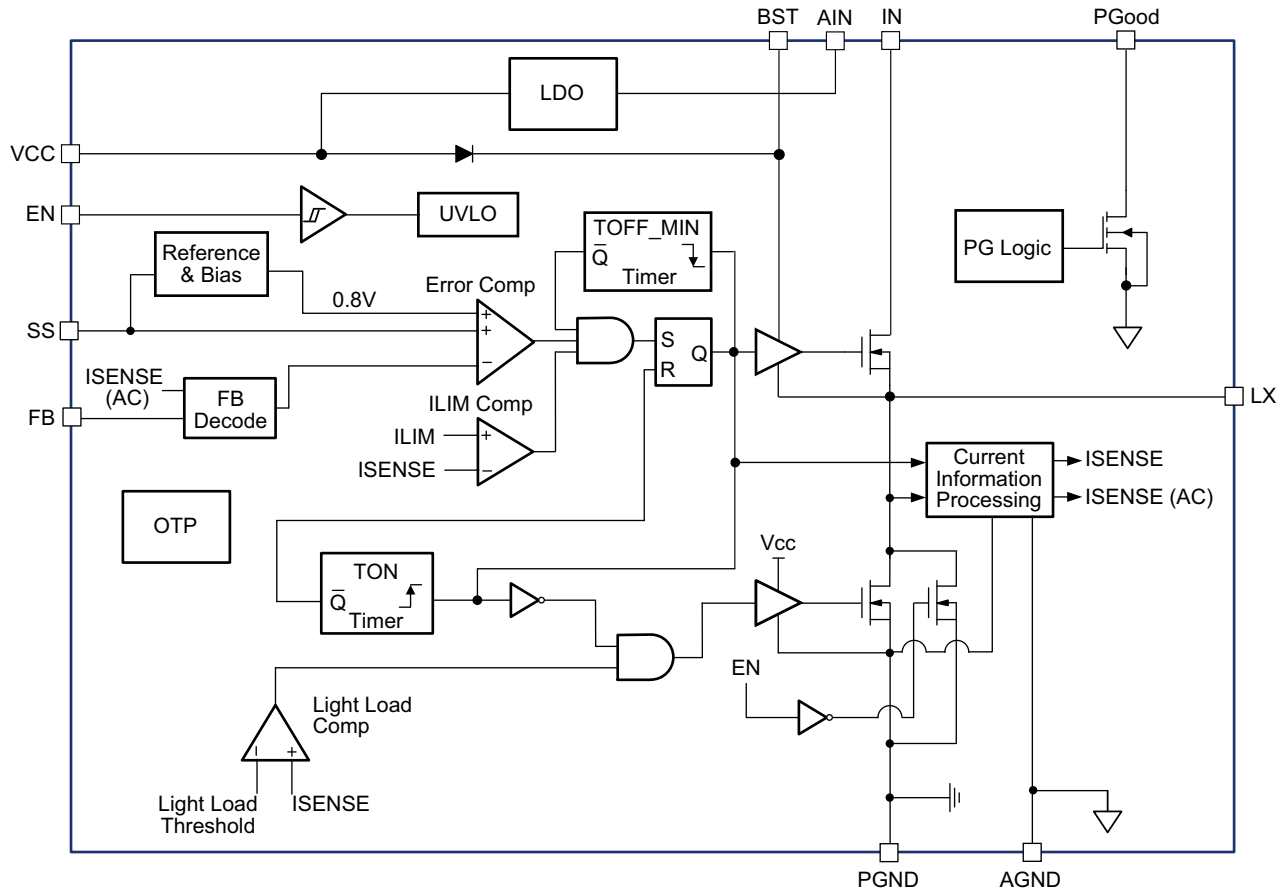 BST
AIN
IN
PGood
LDO
VCC
EN
UVLO
TOFF_MIN
Q̅
Timer
Reference
& Bias
PG Logic
Error Comp
0.8V
SS
S
Q
R
ISENSE
(AC)
FB
Decode
FB
LX
ILIM Comp
ILIM
ISENSE
Current
Information
Processing
ISENSE
ISENSE (AC)
OTP
Vcc
TON
Q̅
Timer
EN
Light Load
Comp
Light Load
Threshold
ISENSE
PGND
AGND